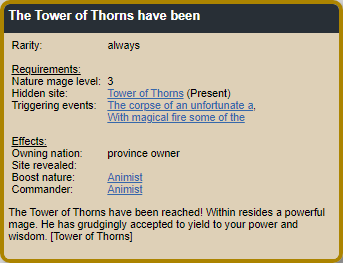 The Tower of Thorns have been
Rarity: always
Requirements:
Nature mage level: 3
Hidden site: Tower of Thorns (Present)
Triggering events: The corpse of an unfortunate a,
With magical fire some of the
Effects:
Owning nation: province owner
Site revealed:
Boost nature: Animist
Commander: Animist
The Tower of Thorns have been reached! Within resides a powerful
mage. He has grudgingly accepted to yield to your power and
wisdom. [Tower of Thorns]